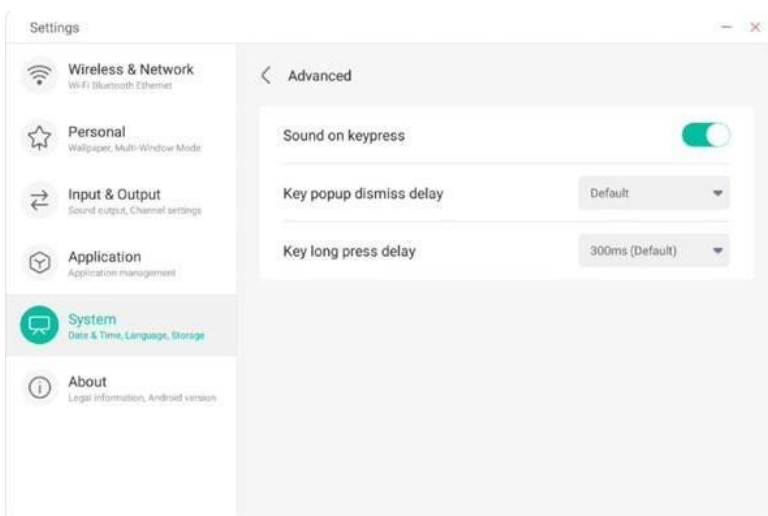 Settings
Wireless & Network
Wi-Fi Bluetooth Ethernet
Personal
Wallpaper, Multi-Window Mode
Input & Output
Sound output, Channel settings
Application
Application management
System
Date & Time, Language, Storage
About
Legal information, Android version
Advanced
Sound on keypress
Key popup dismiss delay
Default
Key long press delay
300ms (Default)